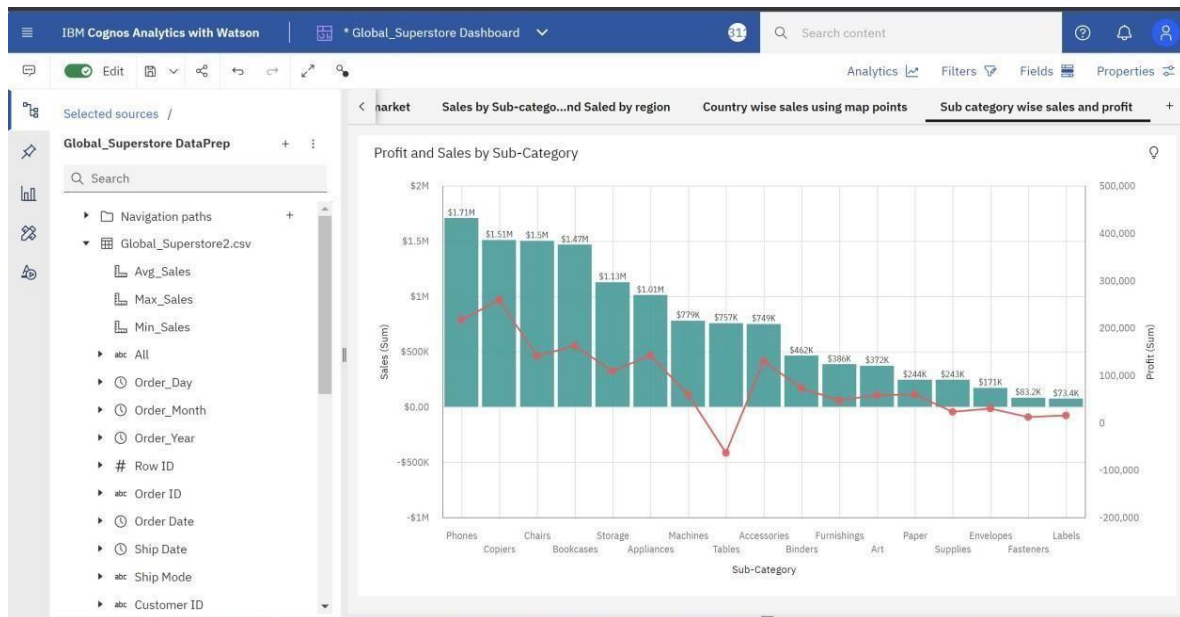 IBM Cognos Analytics with Watson
* Global_Superstore Dashboard
Search content
Edit
Analytics
Filters
Fields
Properties
Selected sources /
Global_Superstore DataPrep
Search
Navigation paths
Global_Superstore2.csv
Avg_Sales
Max_Sales
Min_Sales
abc All
Order_Day
Order_Month
Order_Year
# Row ID
abc Order ID
Order Date
Ship Date
abc Ship Mode
abc Customer ID
Sales by Sub-catego...nd Saled by region
Country wise sales using map points
Sub category wise sales and profit
Profit and Sales by Sub-Category
$2M
$1.5M
$1M
$500K
$0.00
-$500K
-$1M
Sales (Sum)
$1.71M
$1.51M
$1.5M
$1.47M
$1.13M
$1.01M
$779K
$757K
$749K
$462K
$386K
$372K
$244K
$243K
$171K
$83.2K
$73.4K
500,000
400,000
300,000
200,000
100,000
0
-100,000
-200,000
Profit (Sum)
Phones
Copiers
Chairs
Bookcases
Storage
Appliances
Machines
Tables
Accessories
Binders
Furnishings
Art
Paper
Supplies
Envelopes
Fasteners
Labels
Sub-Category